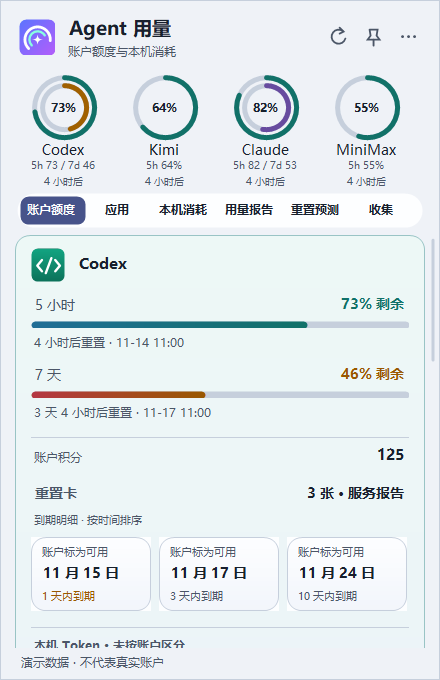 Agent 用量
账户额度与本机消耗
73%
64%
82%
55%
Codex
Kimi
Claude
MiniMax
5h 73 / 7d 46
5h 64%
5h 82 / 7d 53
5h 55%
4 小时后
4 小时后
4 小时后
4 小时后
账户额度 应用 本机消耗 用量报告 重置预测 收集
Codex
5 小时 73% 剩余
4 小时后重置 · 11-14 11:00
7 天 46% 剩余
3 天 4 小时后重置 · 11-17 11:00
账户积分 125
重置卡 3 张 • 服务报告
到期明细 · 按时间排序
账户标为可用
11 月 15 日
1 天内到期
账户标为可用
11 月 17 日
3 天内到期
账户标为可用
11 月 24 日
10 天内到期
本机 Token • 未按账户区分
演示数据 · 不代表真实账户